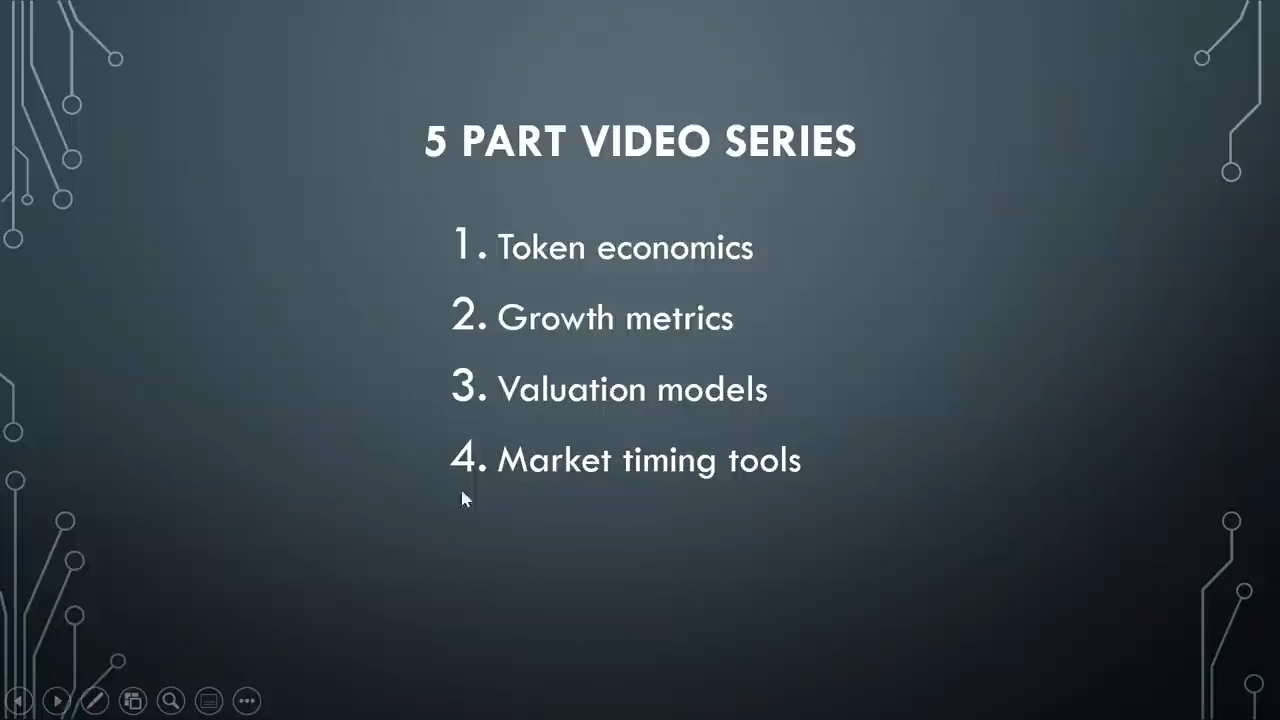 5 PART VIDEO SERIES
1. Token economics
2. Growth metrics
3. Valuation models
4. Market timing tools